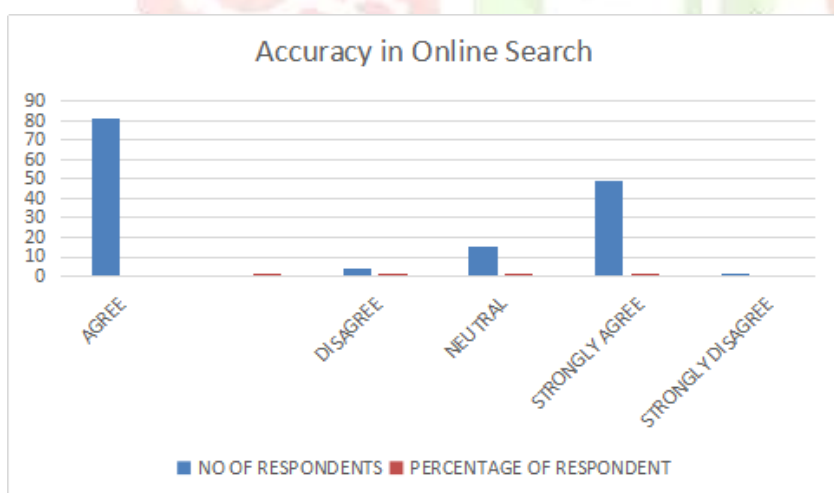 Accuracy in Online Search
90
80
70
60
50
40
30
20
10
0
AGREE
DISAGREE
NEUTRAL
STRONGLY AGREE
STRONGLY DISAGREE
NO OF RESPONDENTS PERCENTAGE OF RESPONDENT